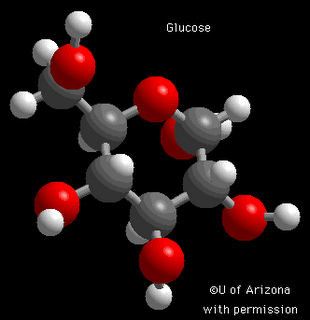 Glucose
©U of Arizona
with permission